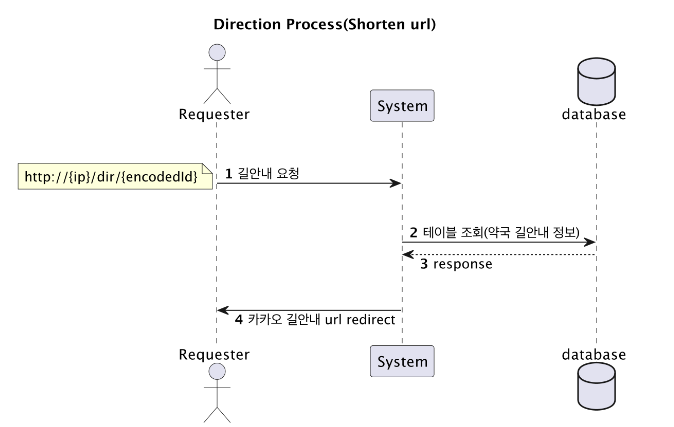 Direction Process(Shorten url)
Requester
System
database
http://{ip}/dir/{encodedId}
1 길안내 요청
2 테이블 조회(약국 길안내 정보)
3 response
4 카카오 길안내 url redirect
Requester
System
database